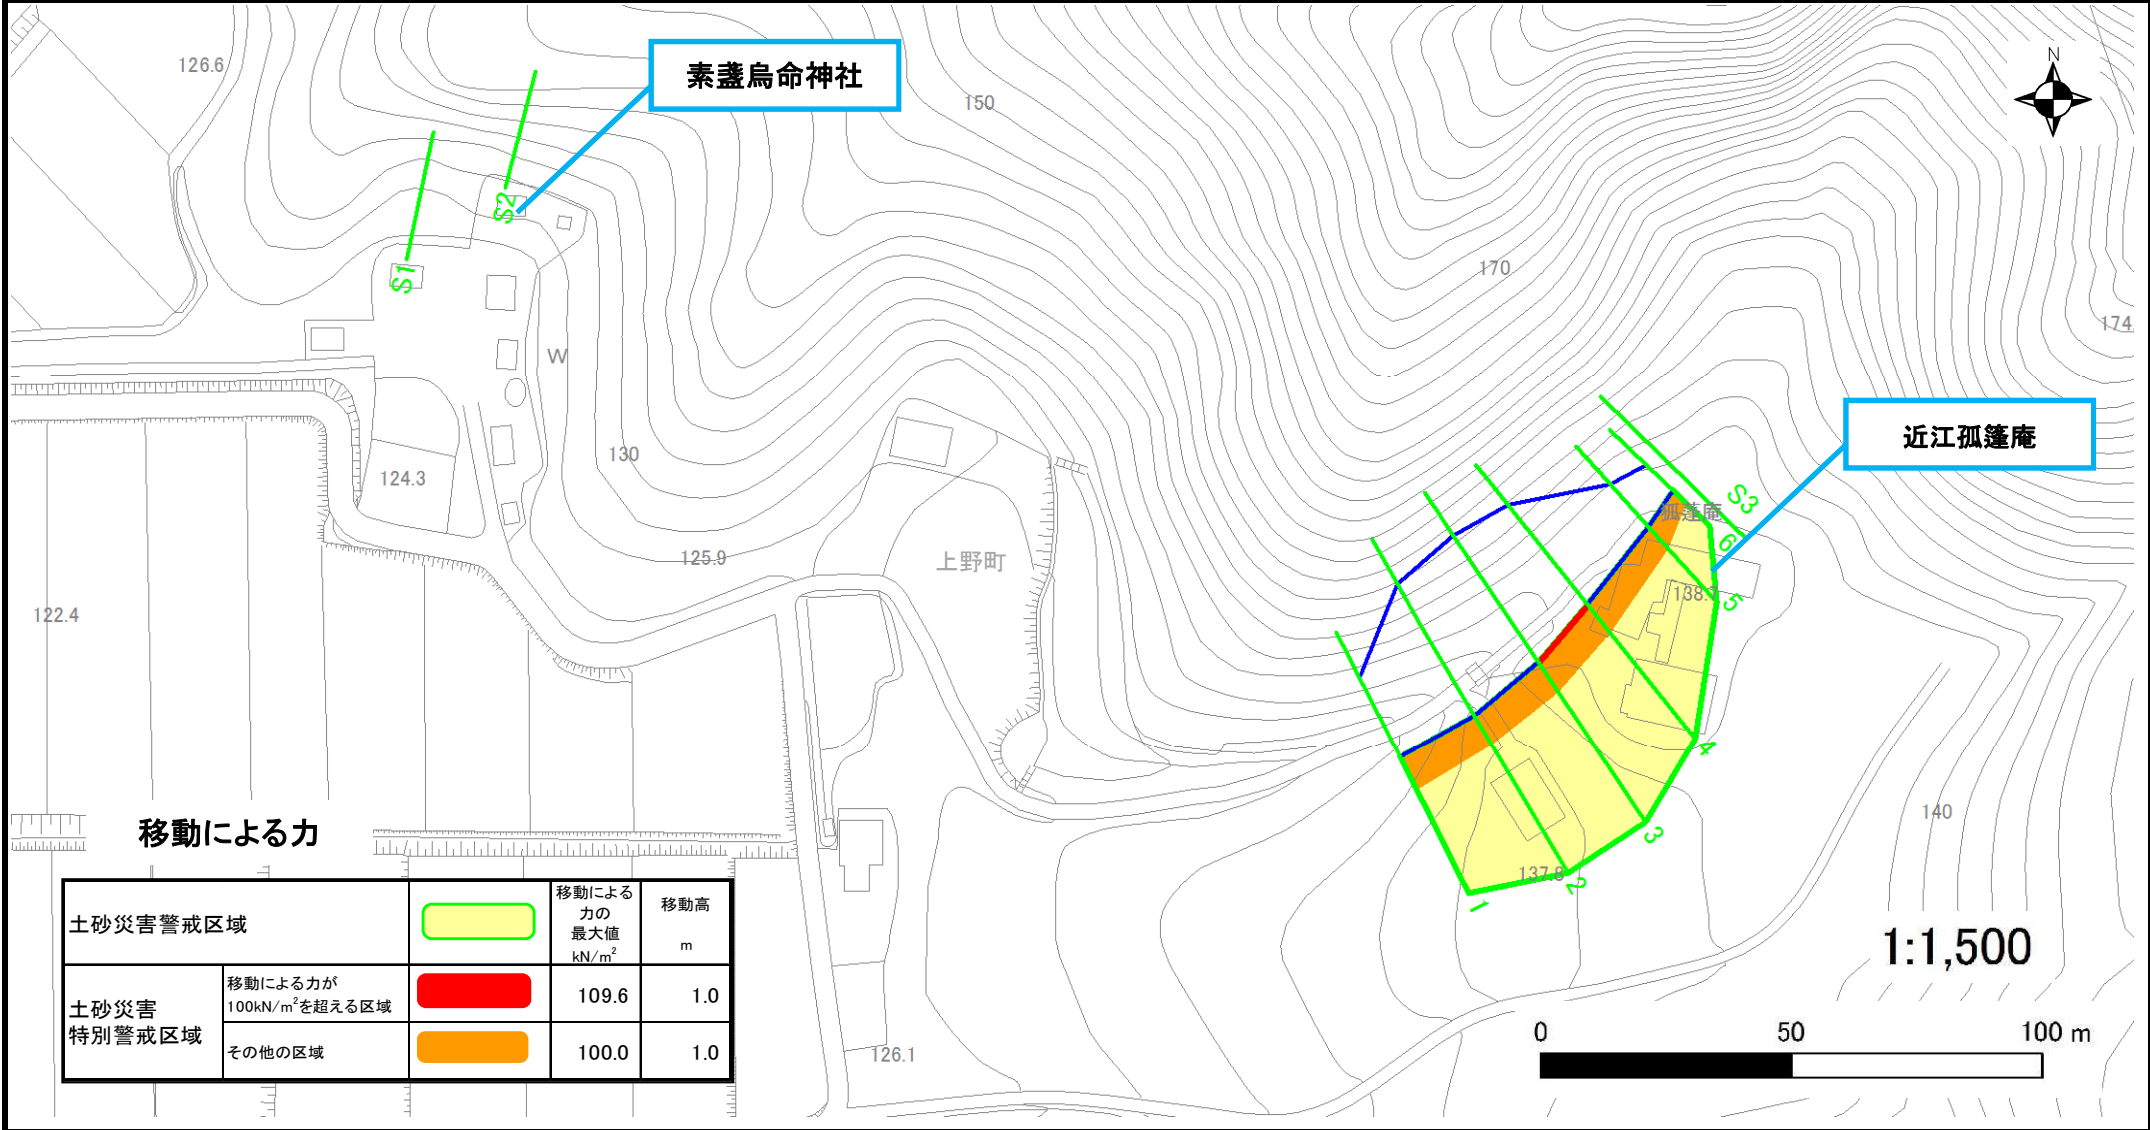 126.6
素盞烏命神社
150
N
S2
S1
170
174.
W
130
124.3
近江孤篷庵
S3
孤蓬庵
6
125.9
上野町
138.
5
122.4
4
140
3
137.8
2
1
移動による力
土砂災害警戒区域
移動による
力の
最大値
kN/m²
移動高
m
土砂災害
特別警戒区域
移動による力が
100kN/m²を超える区域
109.6
1.0
その他の区域
100.0
1.0
126.1
1:1,500
0 50 100 m